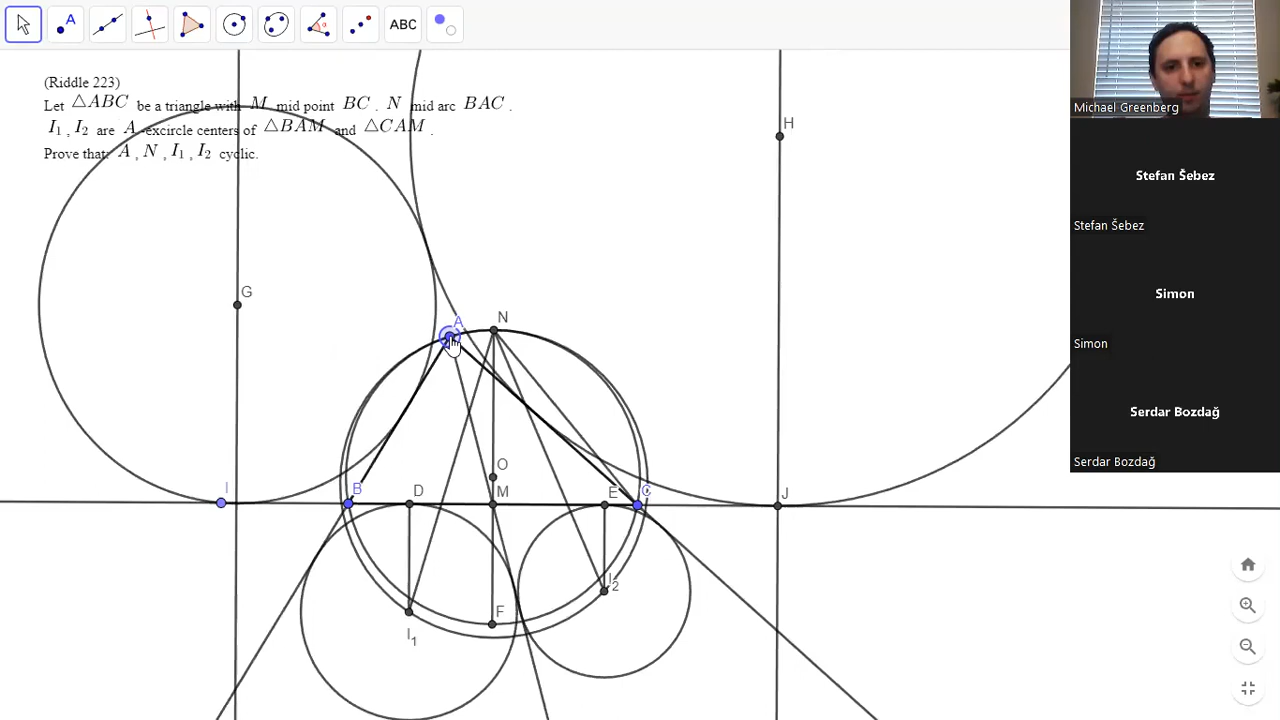 ABC
(Riddle 223)
Let △ABC be a triangle with M mid point BC . N mid arc BAC .
I₁ , I₂ are A -excircle centers of △BAM and △CAM .
Prove that: A , N , I₁ , I₂ cyclic.
Michael Greenberg
Stefan Šebez
Stefan Šebez
Simon
Simon
Serdar Bozdağ
Serdar Bozdağ
H
G
A
N
O
I
B
D
M
E
C
J
I₂
F
I₁